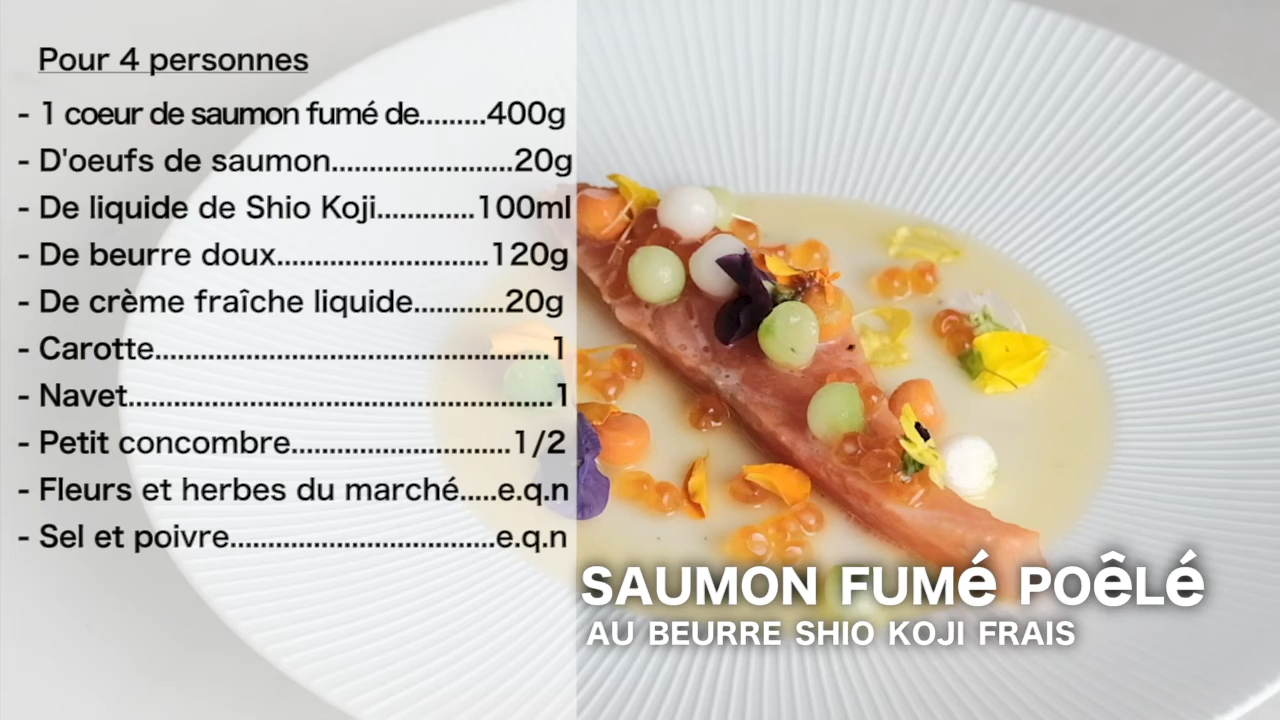 Pour 4 personnes
- 1 coeur de saumon fumé de.........400g
- D'oeufs de saumon........................20g
- De liquide de Shio Koji.............100ml
- De beurre doux............................120g
- De crème fraîche liquide............20g
- Carotte........................................................1
- Navet.........................................................1
- Petit concombre.............................1/2
- Fleurs et herbes du marché.....e.q.n
- Sel et poivre...................................e.q.n
SAUMON FUMé POêLé
AU BEURRE SHIO KOJI FRAIS